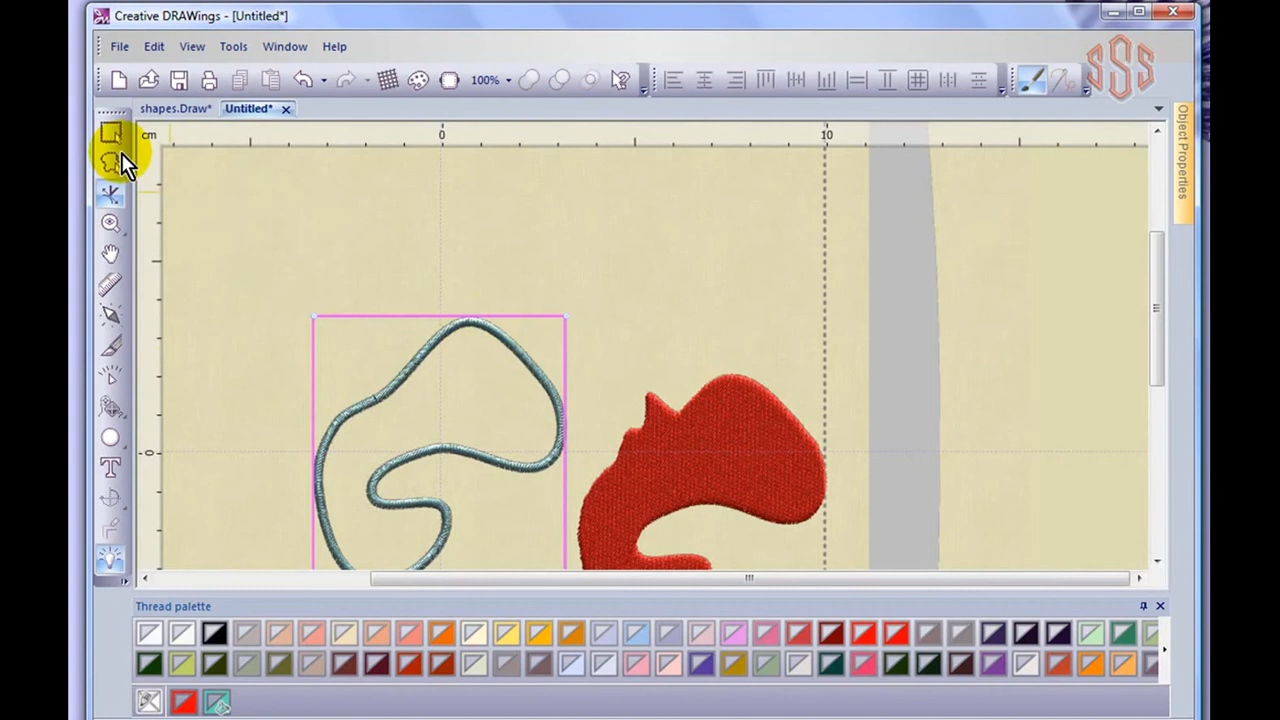 Creative DRAWings - [Untitled*]
File Edit View Tools Window Help
SSS
100%
shapes.Draw* Untitled*
cm 0 10
Object Properties
0
Thread palette